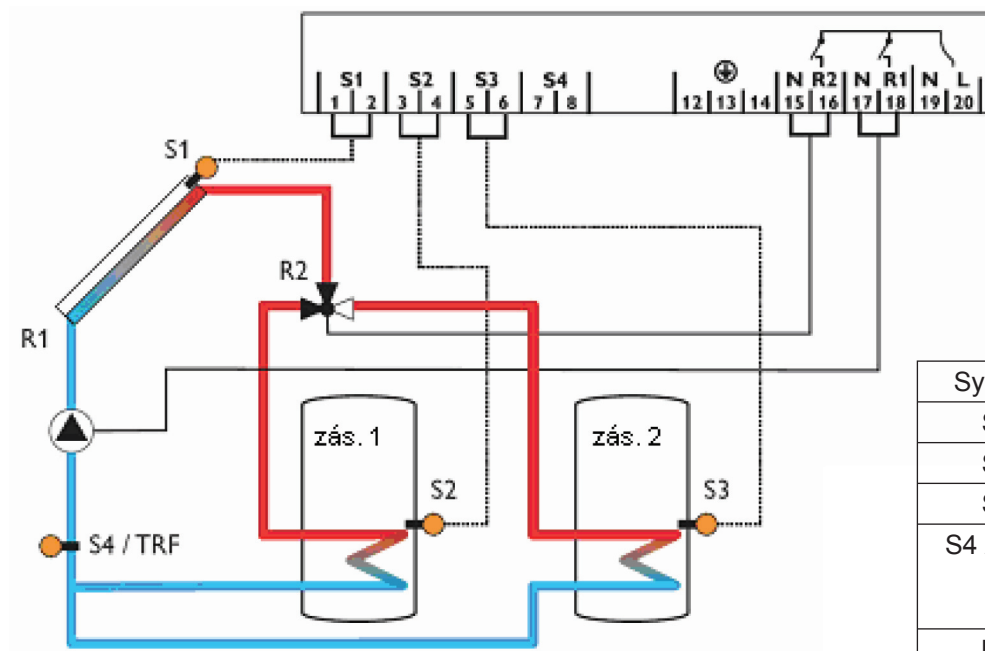 S1 S2 S3 S4 N R2 N R1 N L
1 2 3 4 5 6 7 8 12 13 14 15 16 17 18 19 20
S1
R2
R1
zás. 1
zás. 2
S2
S3
S4 / TRF
Sy
S
S
S
S4